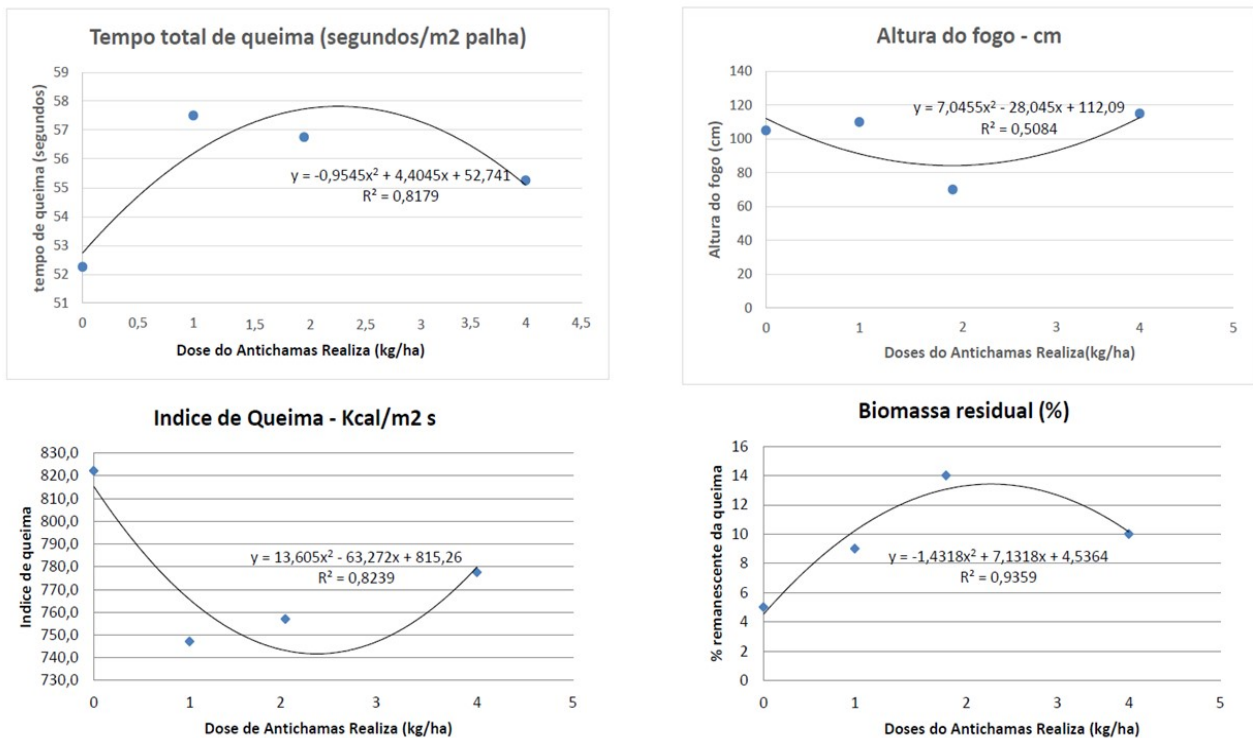 Tempo total de queima (segundos/m2 palha)
tempo de queima (segundos)
59
58
57
56
55
54
53
52
51
y = -0,9545x² + 4,4045x + 52,741
R² = 0,8179
0 0,5 1 1,5 2 2,5 3 3,5 4 4,5
Dose do Antichamas Realiza (kg/ha)
Altura do fogo - cm
Altura do fogo (cm)
140
120
100
80
60
40
20
0
y = 7,0455x² - 28,045x + 112,09
R² = 0,5084
0 1 2 3 4 5
Doses do Antichamas Realiza(kg/ha)
Indice de Queima - Kcal/m2 s
Indice de queima
830,0
820,0
810,0
800,0
790,0
780,0
770,0
760,0
750,0
740,0
730,0
y = 13,605x² - 63,272x + 815,26
R² = 0,8239
0 1 2 3 4 5
Dose de Antichamas Realiza (kg/ha)
Biomassa residual (%)
% remanescente da queima
16
14
12
10
8
6
4
2
0
y = -1,4318x² + 7,1318x + 4,5364
R² = 0,9359
0 1 2 3 4 5
Doses do Antichamas Realiza (kg/ha)